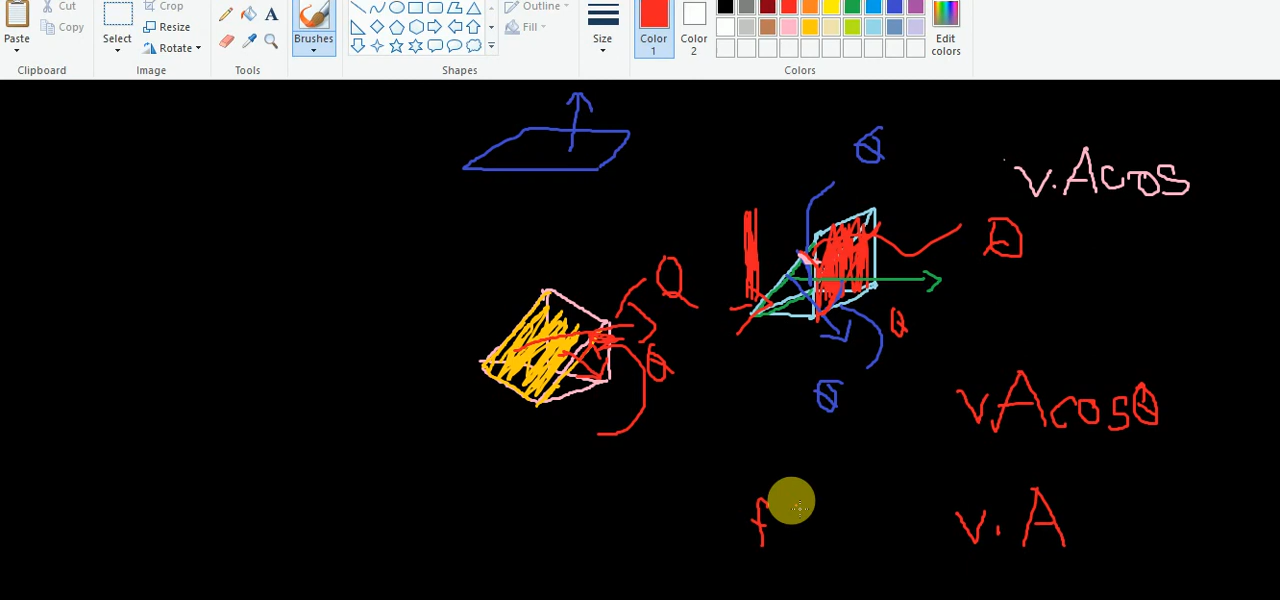 Paste
Cut
Copy
Clipboard
Select
Crop
Resize
Rotate
Image
A
Tools
Brushes
Shapes
Outline
Fill
Size
Color 1
Color 2
Edit colors
Colors
v.Acos
θ
θ
θ
θ
vAcosθ
v.A
f